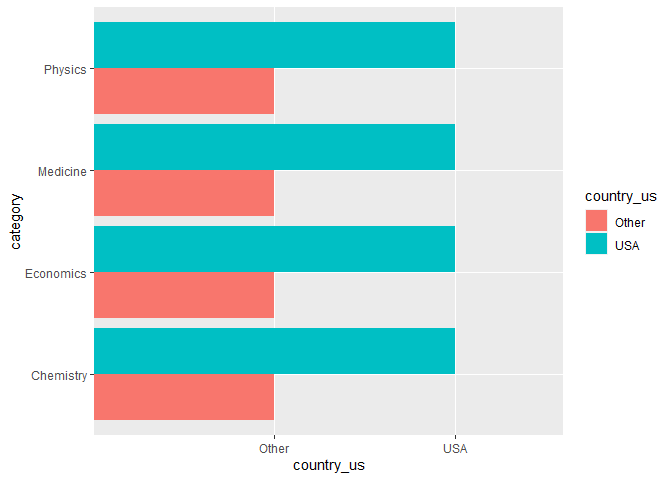 Physics
Medicine
Economics
Chemistry
category
Other
USA
country_us
country_us
Other
USA